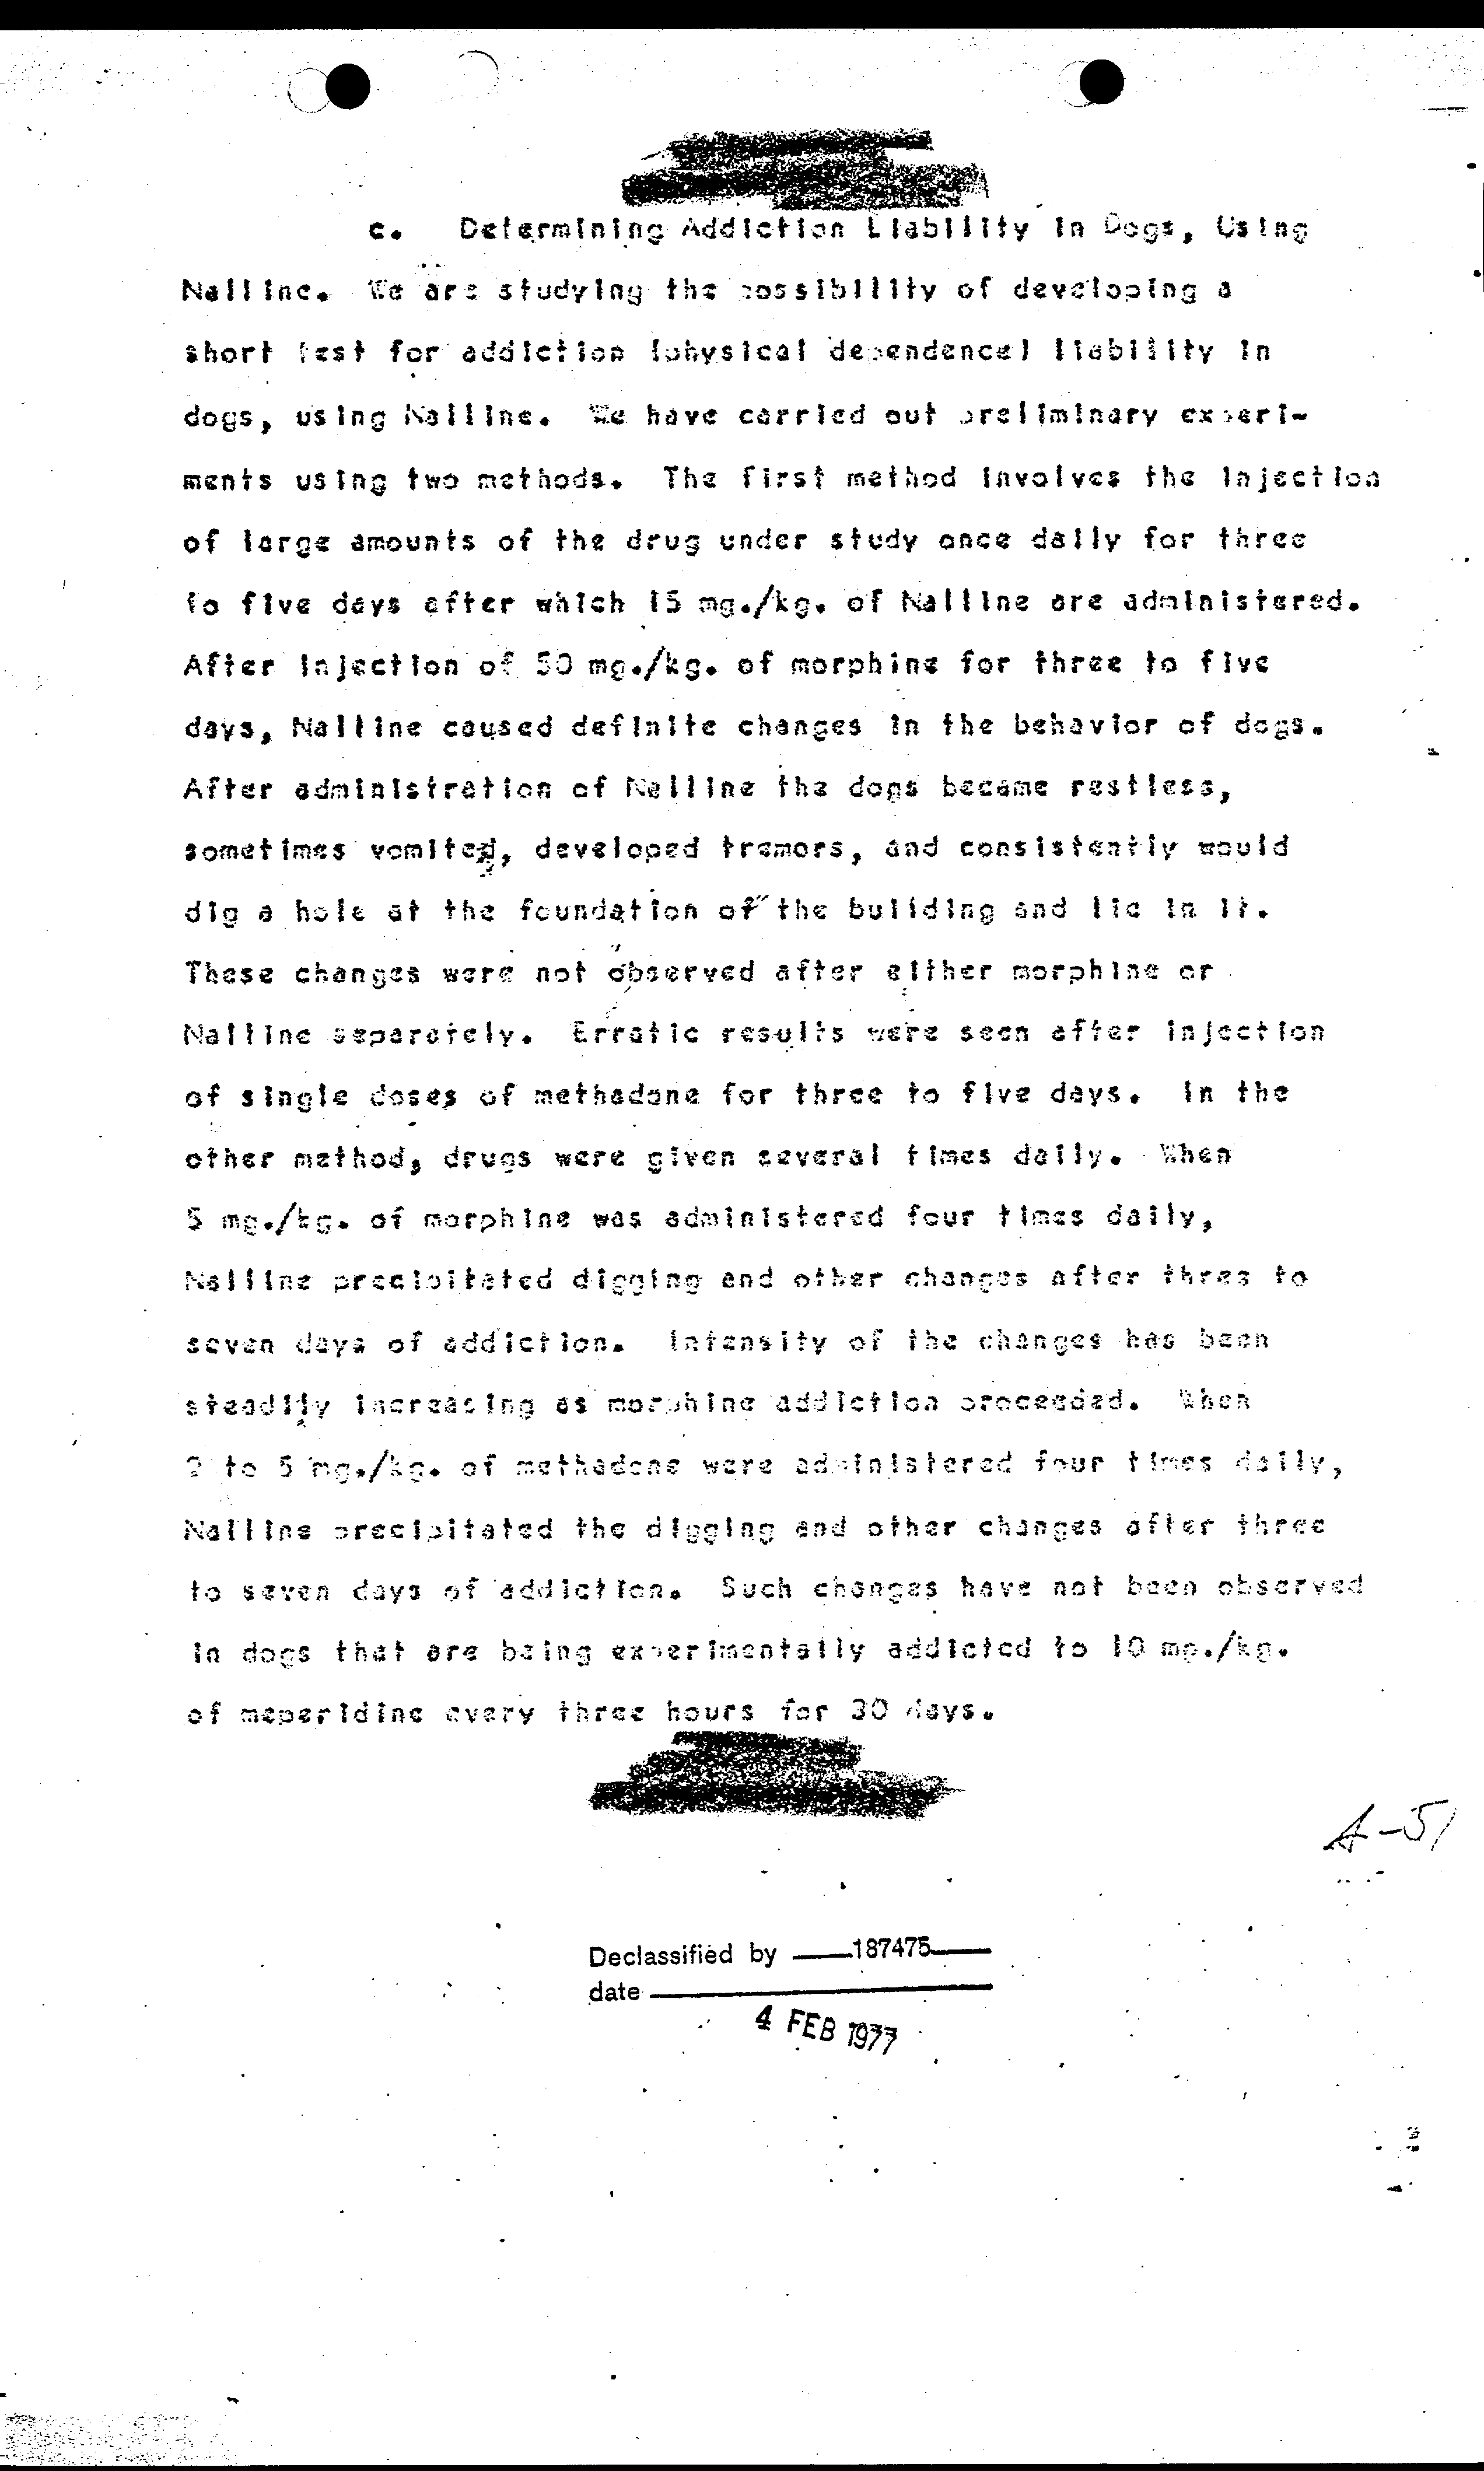 c. Determining Addiction Liability in Dogs, Using
Nalline. We are studying the possibility of developing a
short test for addiction (physical dependence) liability in
dogs, using Nalline. We have carried out preliminary experi-
ments using two methods. The first method involves the injection
of large amounts of the drug under study once daily for three
to five days after which 15 mg./kg. of Nalline are administered.
After injection of 50 mg./kg. of morphine for three to five
days, Nalline caused definite changes in the behavior of dogs.
After administration of Nalline the dogs became restless,
sometimes vomited, developed tremors, and consistently would
dig a hole at the foundation of the building and lie in it.
These changes were not observed after either morphine or
Nalline separately. Erratic results were seen after injection
of single doses of methadone for three to five days. In the
other method, drugs were given several times daily. When
5 mg./kg. of morphine was administered four times daily,
Nalline precipitated digging and other changes after three to
seven days of addiction. Intensity of the changes has been
steadily increasing as morphine addiction proceeded. When
to 5 mg./kg. of methadone were administered four times daily,
Nalline precipitated the digging and other changes after three
to seven days of addiction. Such changes have not been observed
in dogs that are being experimentally addicted to 10 mg./kg.
of meperidine every three hours for 30 days.
A-51
Declassified by 187475
date
4 FEB 1977